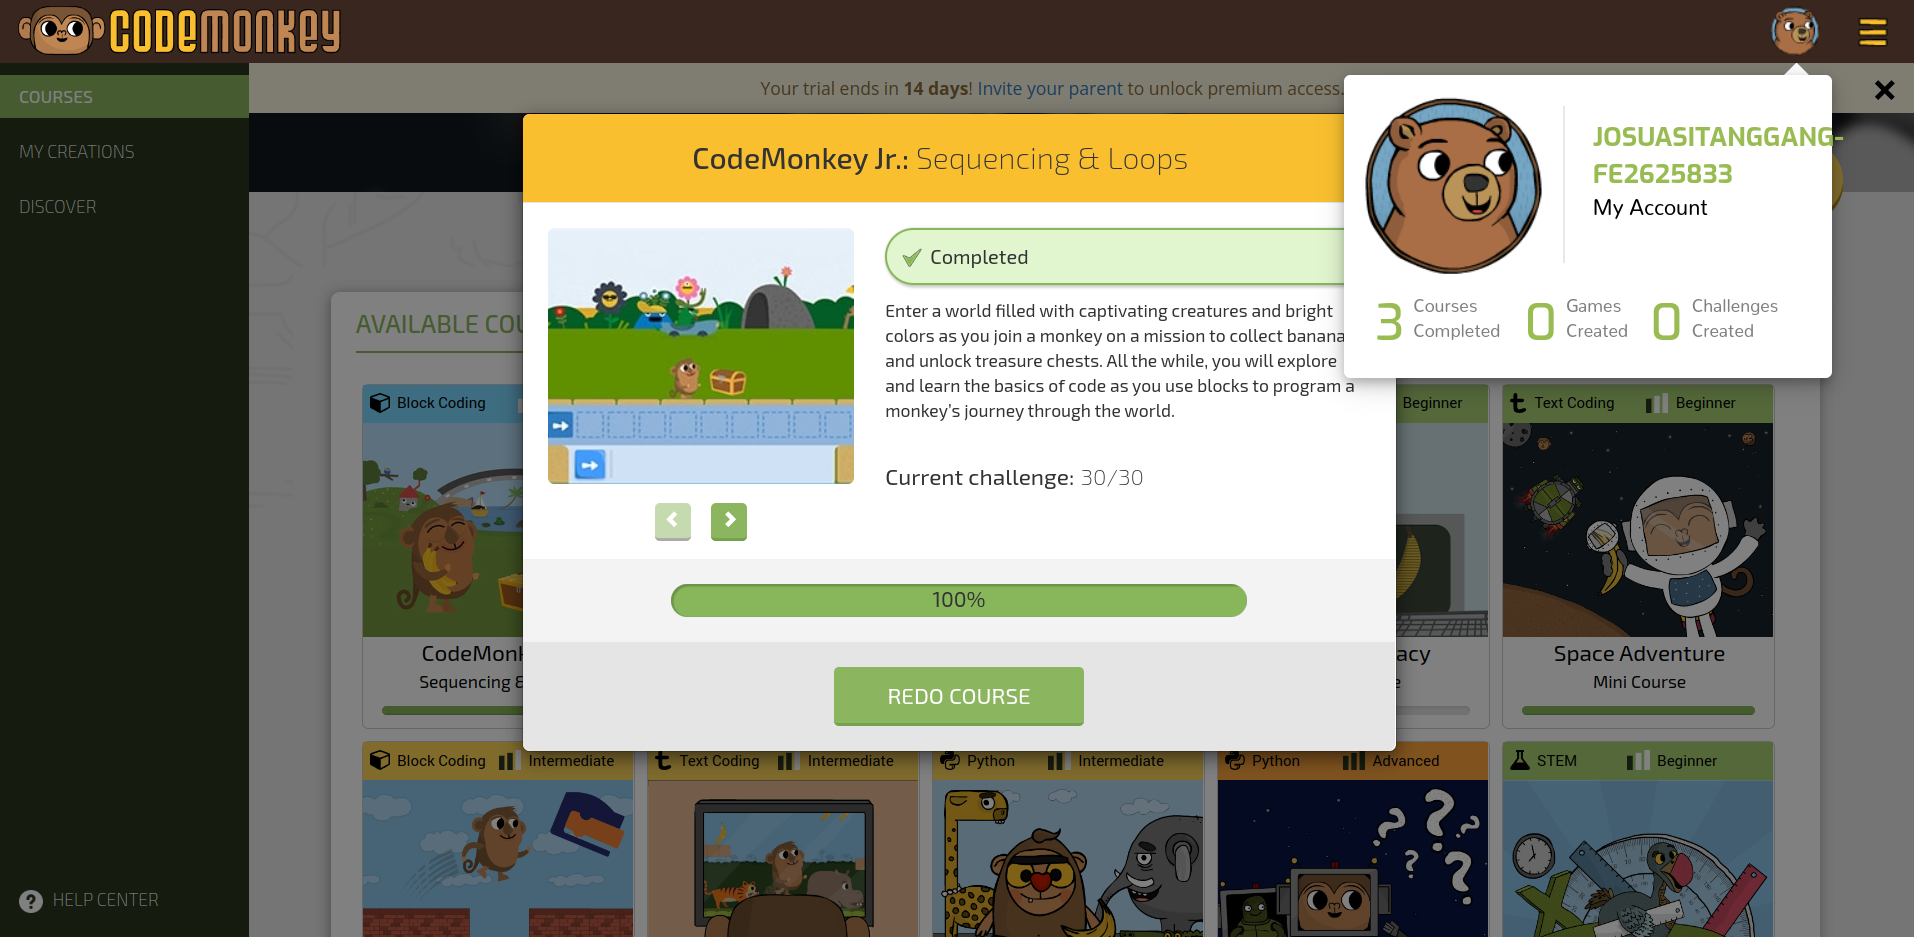 CODEMONKEY
COURSES
MY CREATIONS
DISCOVER
HELP CENTER
Your trial ends in 14 days! Invite your parent to unlock premium access.
JOSUASITANGGANG-
FE2625833
My Account
3 Courses Completed
0 Games Created
0 Challenges Created
CodeMonkey Jr.: Sequencing & Loops
Completed
Enter a world filled with captivating creatures and bright
colors as you join a monkey on a mission to collect banana
and unlock treasure chests. All the while, you will explore
and learn the basics of code as you use blocks to program a
monkey's journey through the world.
Current challenge: 30/30
100%
REDO COURSE
AVAILABLE
Block Coding
Beginner
Text Coding Beginner
Sequencing &
Space Adventure
Mini Course
Block Coding Intermediate
Text Coding Intermediate
Python Intermediate
Python Advanced
STEM Beginner